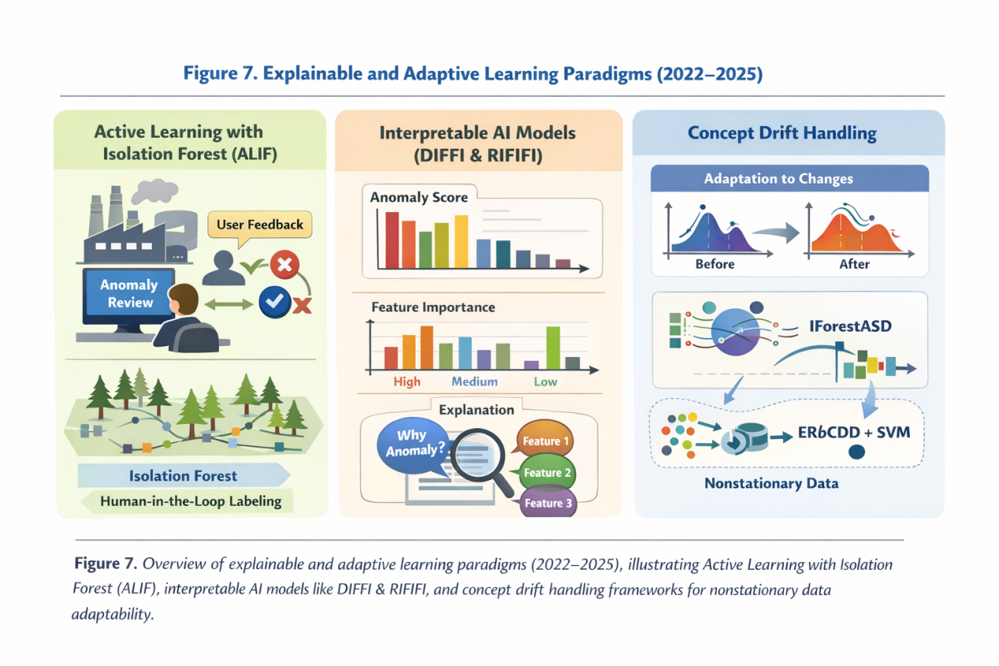 Figure 7. Explainable and Adaptive Learning Paradigms (2022–2025)
Active Learning with
Isolation Forest (ALIF)
User Feedback
Anomaly
Review
Isolation Forest
Human-in-the-Loop Labeling
Interpretable AI Models
(DIFFI & RIFIFI)
Anomaly Score
Feature Importance
High
Medium
Low
Explanation
Why
Anomaly?
Feature 1
Feature 2
Feature 3
Concept Drift Handling
Adaptation to Changes
Before
After
IForestASD
ERbCDD + SVM
Nonstationary Data
Figure 7. Overview of explainable and adaptive learning paradigms (2022–2025), illustrating Active Learning with Isolation
Forest (ALIF), interpretable AI models like DIFFI & RIFIFI, and concept drift handling frameworks for nonstationary data
adaptability.